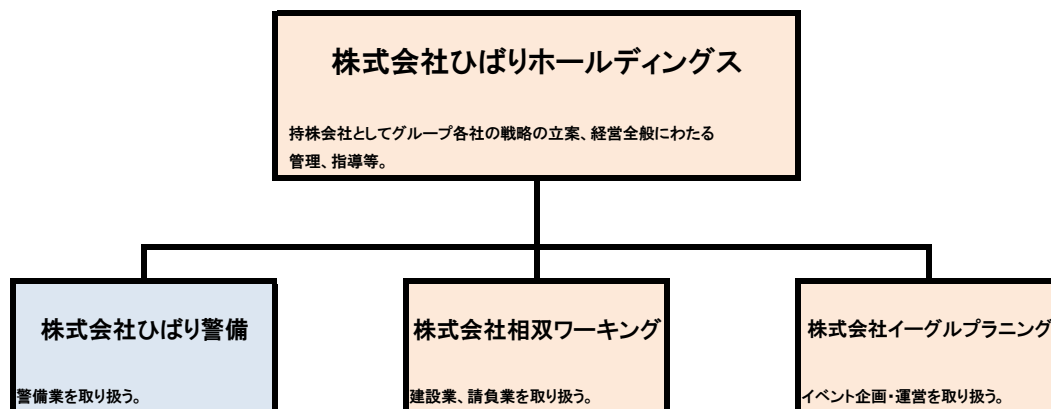 株式会社ひばりホールディングス
持株会社としてグループ各社の戦略の立案、経営全般にわたる
管理、指導等。
株式会社ひばり警備
警備業を取り扱う。
株式会社相双ワーキング
建設業、請負業を取り扱う。
株式会社イーグルプラニング
イベント企画・運営を取り扱う。